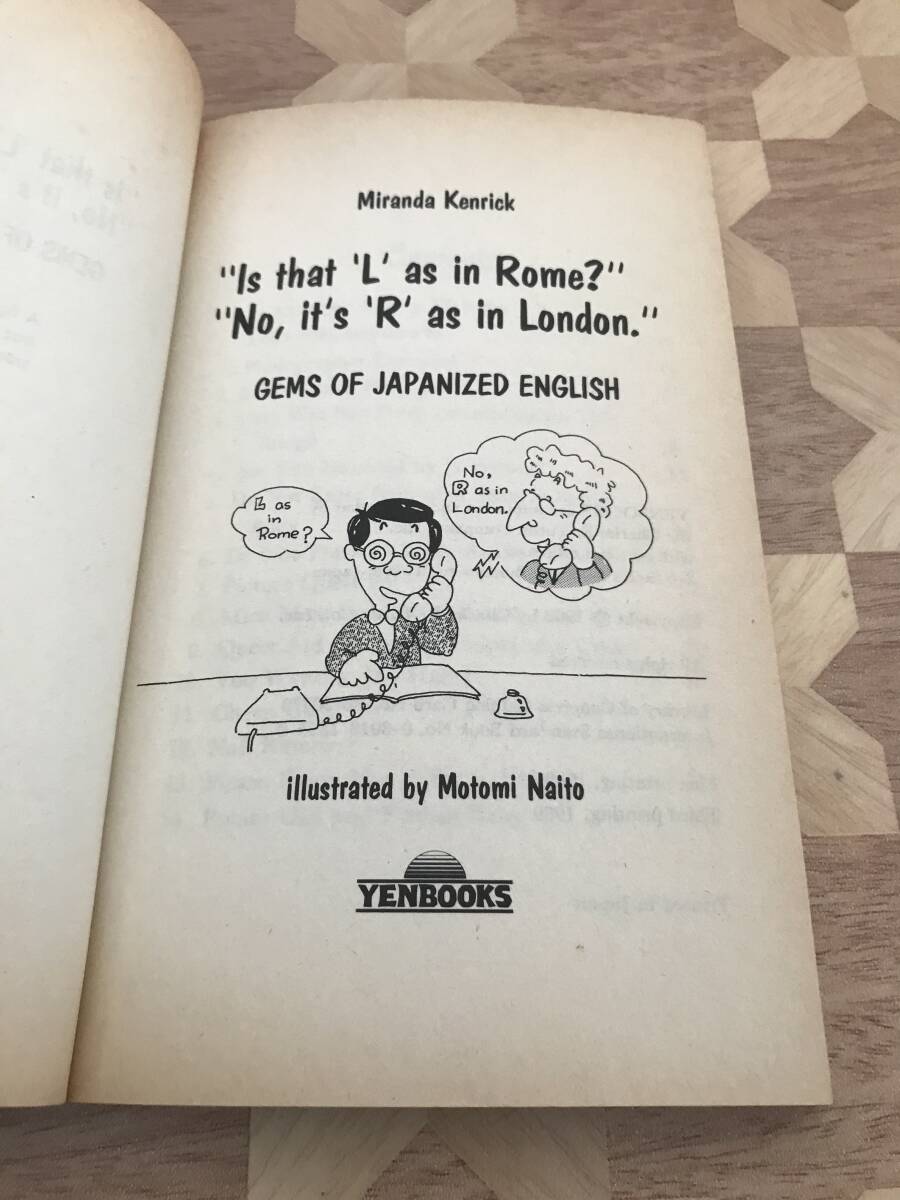 Miranda Kenrick
"Is that 'L' as in Rome?"
"No, it's 'R' as in London."
GEMS OF JAPANIZED ENGLISH
L as
in
Rome?
No,
R as in
London.
illustrated by Motomi Naito
YENBOOKS